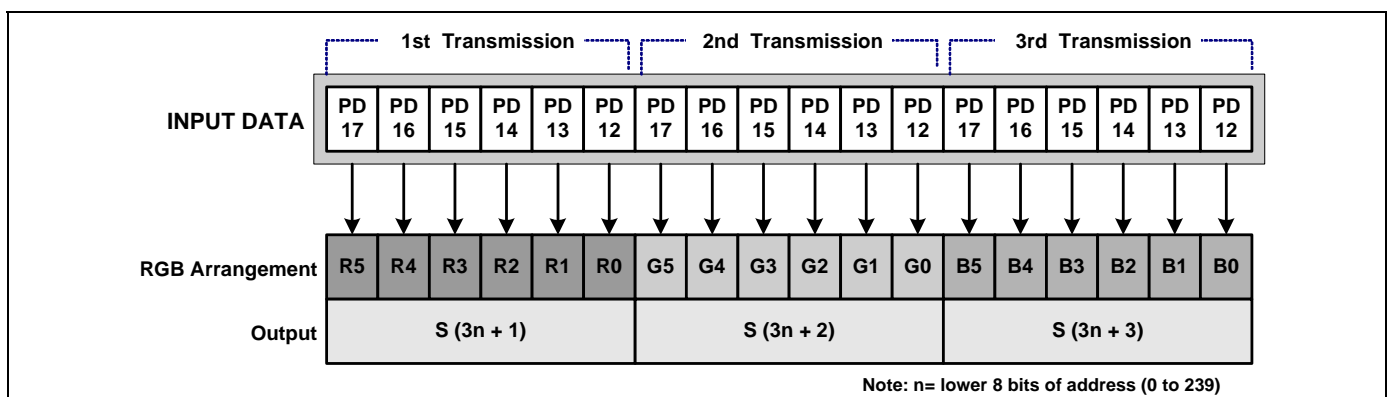 1st Transmission 2nd Transmission 3rd Transmission
INPUT DATA
PD 17 PD 16 PD 15 PD 14 PD 13 PD 12 PD 17 PD 16 PD 15 PD 14 PD 13 PD 12 PD 17 PD 16 PD 15 PD 14 PD 13 PD 12
RGB Arrangement R5 R4 R3 R2 R1 R0 G5 G4 G3 G2 G1 G0 B5 B4 B3 B2 B1 B0
Output S (3n + 1) S (3n + 2) S (3n + 3)
Note: n= lower 8 bits of address (0 to 239)